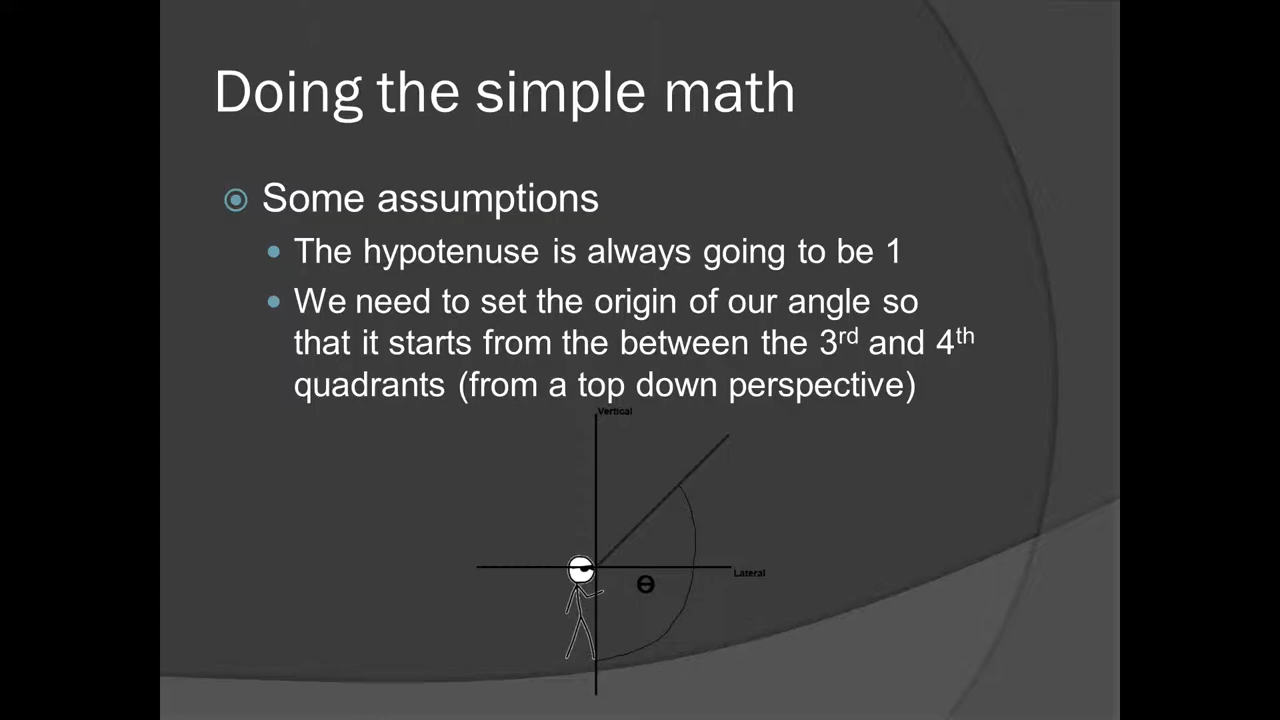 Doing the simple math
Some assumptions
The hypotenuse is always going to be 1
We need to set the origin of our angle so
that it starts from the between the 3rd and 4th
quadrants (from a top down perspective)
Vertical
Lateral
Ɵ